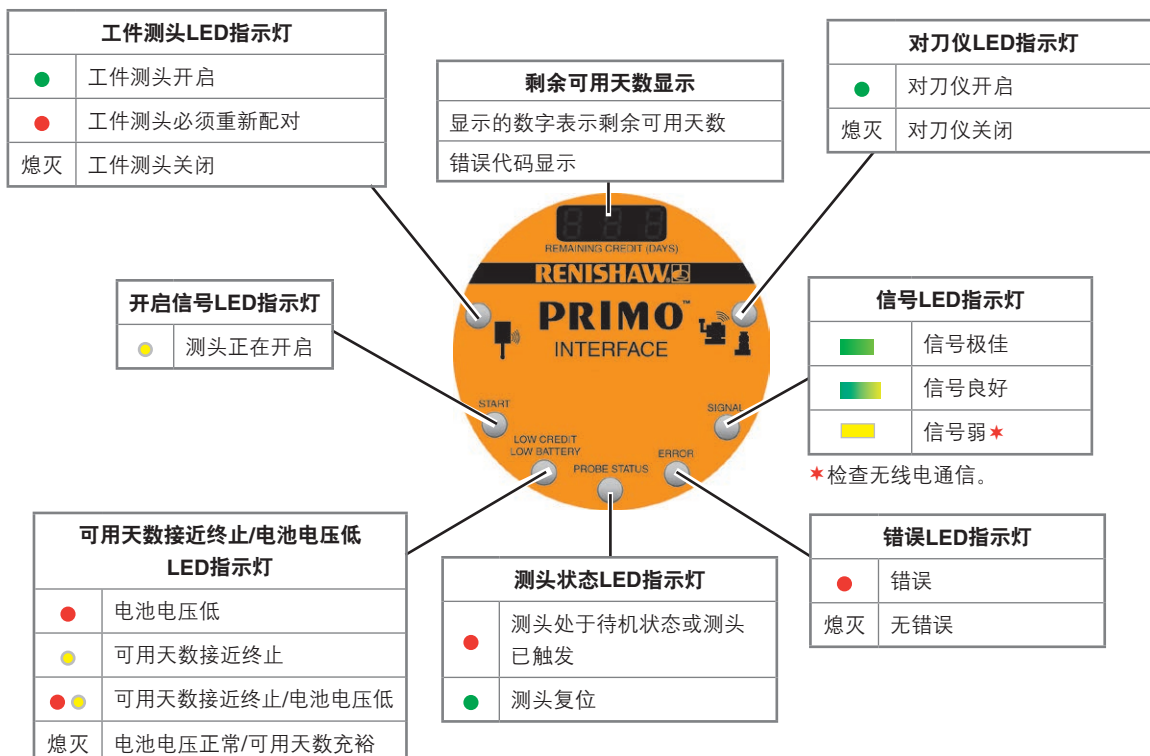 工件测头LED指示灯
工件测头开启
工件测头必须重新配对
熄灭 工件测头关闭
剩余可用天数显示
显示的数字表示剩余可用天数
错误代码显示
对刀仪LED指示灯
对刀仪开启
熄灭 对刀仪关闭
REMAINING CREDIT (DAYS)
RENISHAW
PRIMO™
INTERFACE
START
SIGNAL
LOW CREDIT
LOW BATTERY
PROBE STATUS
ERROR
开启信号LED指示灯
测头正在开启
信号LED指示灯
信号极佳
信号良好
信号弱★
★检查无线电通信。
可用天数接近终止/电池电压低
LED指示灯
电池电压低
可用天数接近终止
可用天数接近终止/电池电压低
熄灭 电池电压正常/可用天数充裕
测头状态LED指示灯
测头处于待机状态或测头
已触发
测头复位
错误LED指示灯
错误
熄灭 无错误